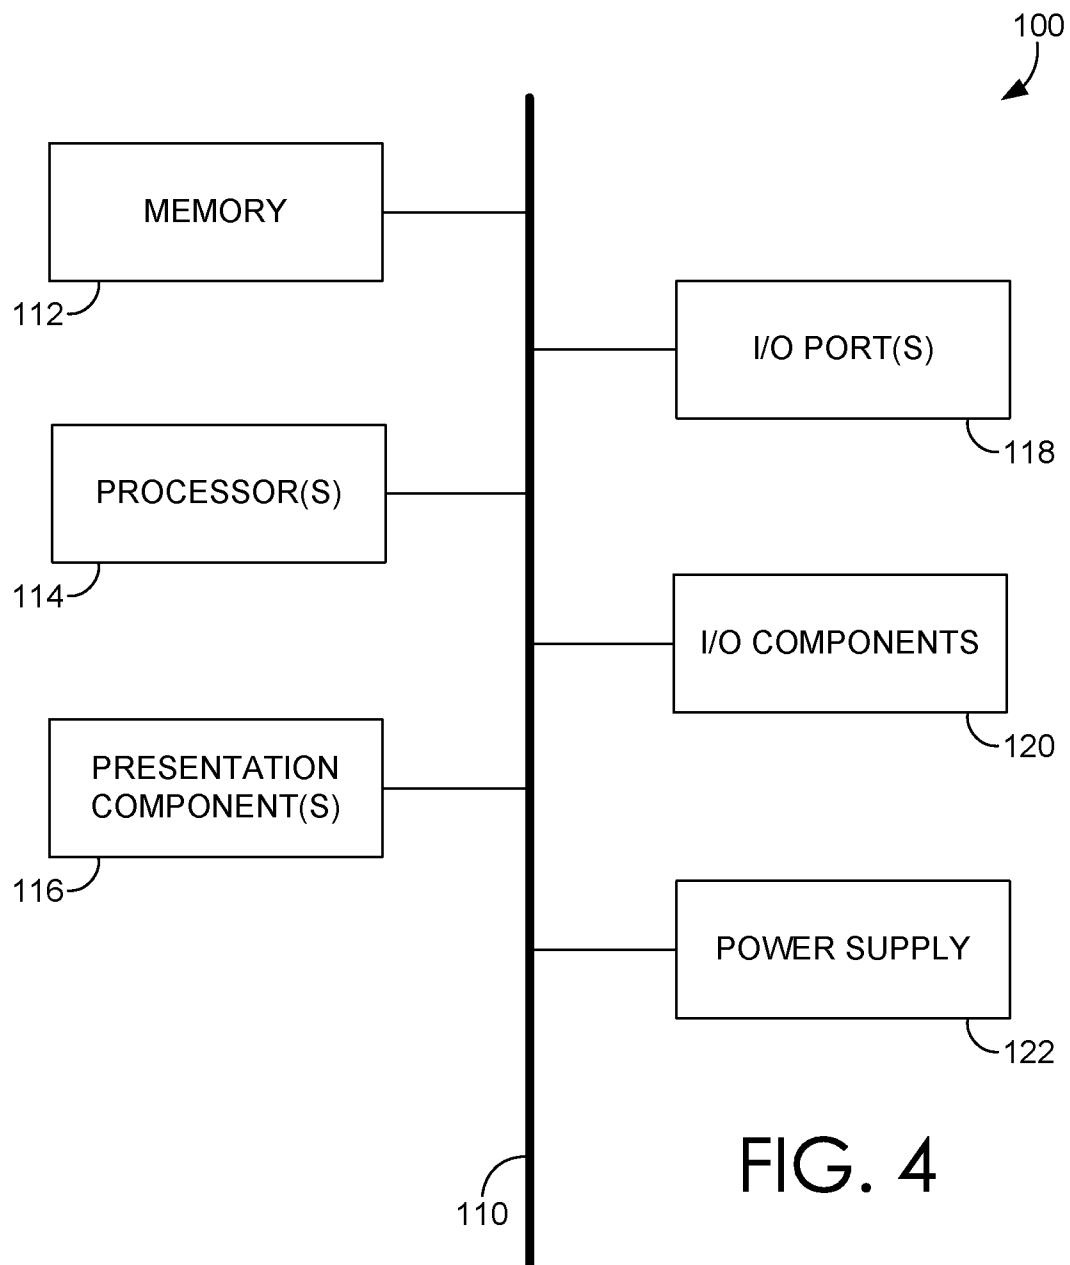 100
MEMORY
112
I/O PORT(S)
118
PROCESSOR(S)
114
I/O COMPONENTS
120
PRESENTATION
COMPONENT(S)
116
POWER SUPPLY
122
110
FIG. 4